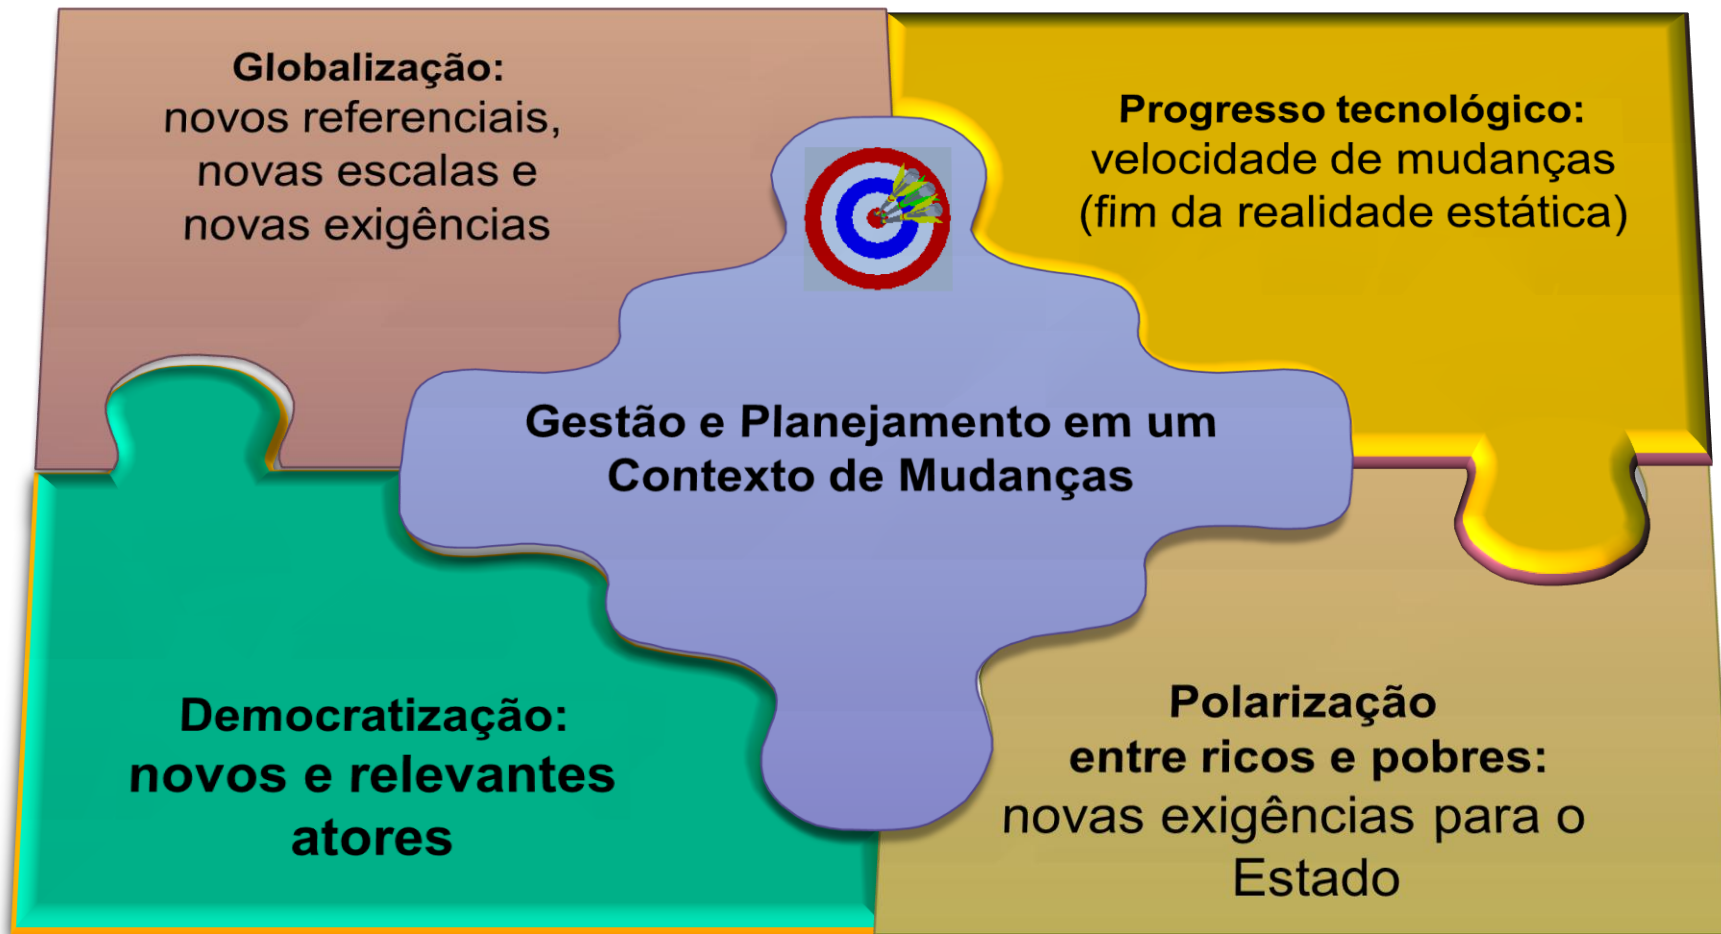 Globalização:
novos referenciais,
novas escalas e
novas exigências
Progresso tecnológico:
velocidade de mudanças
(fim da realidade estática)
Gestão e Planejamento em um
Contexto de Mudanças
Democratização:
novos e relevantes
atores
Polarização
entre ricos e pobres:
novas exigências para o
Estado